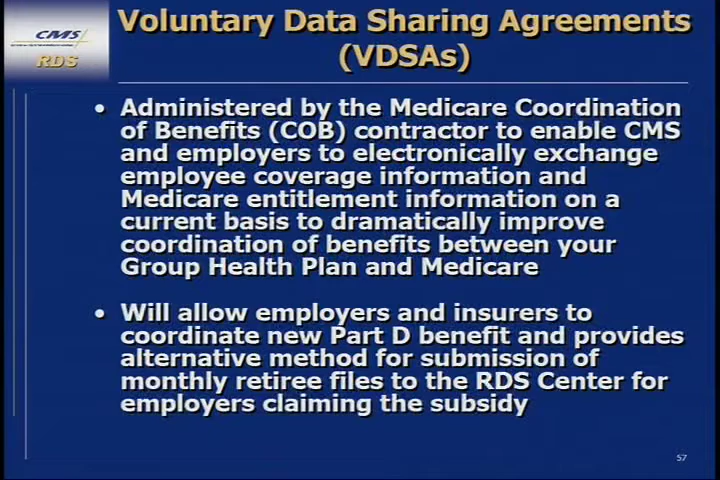 Voluntary Data Sharing Agreements
(VDSAs)
CMS
RDS
• Administered by the Medicare Coordination
of Benefits (COB) contractor to enable CMS
and employers to electronically exchange
employee coverage information and
Medicare entitlement information on a
current basis to dramatically improve
coordination of benefits between your
Group Health Plan and Medicare
• Will allow employers and insurers to
coordinate new Part D benefit and provides
alternative method for submission of
monthly retiree files to the RDS Center for
employers claiming the subsidy
57